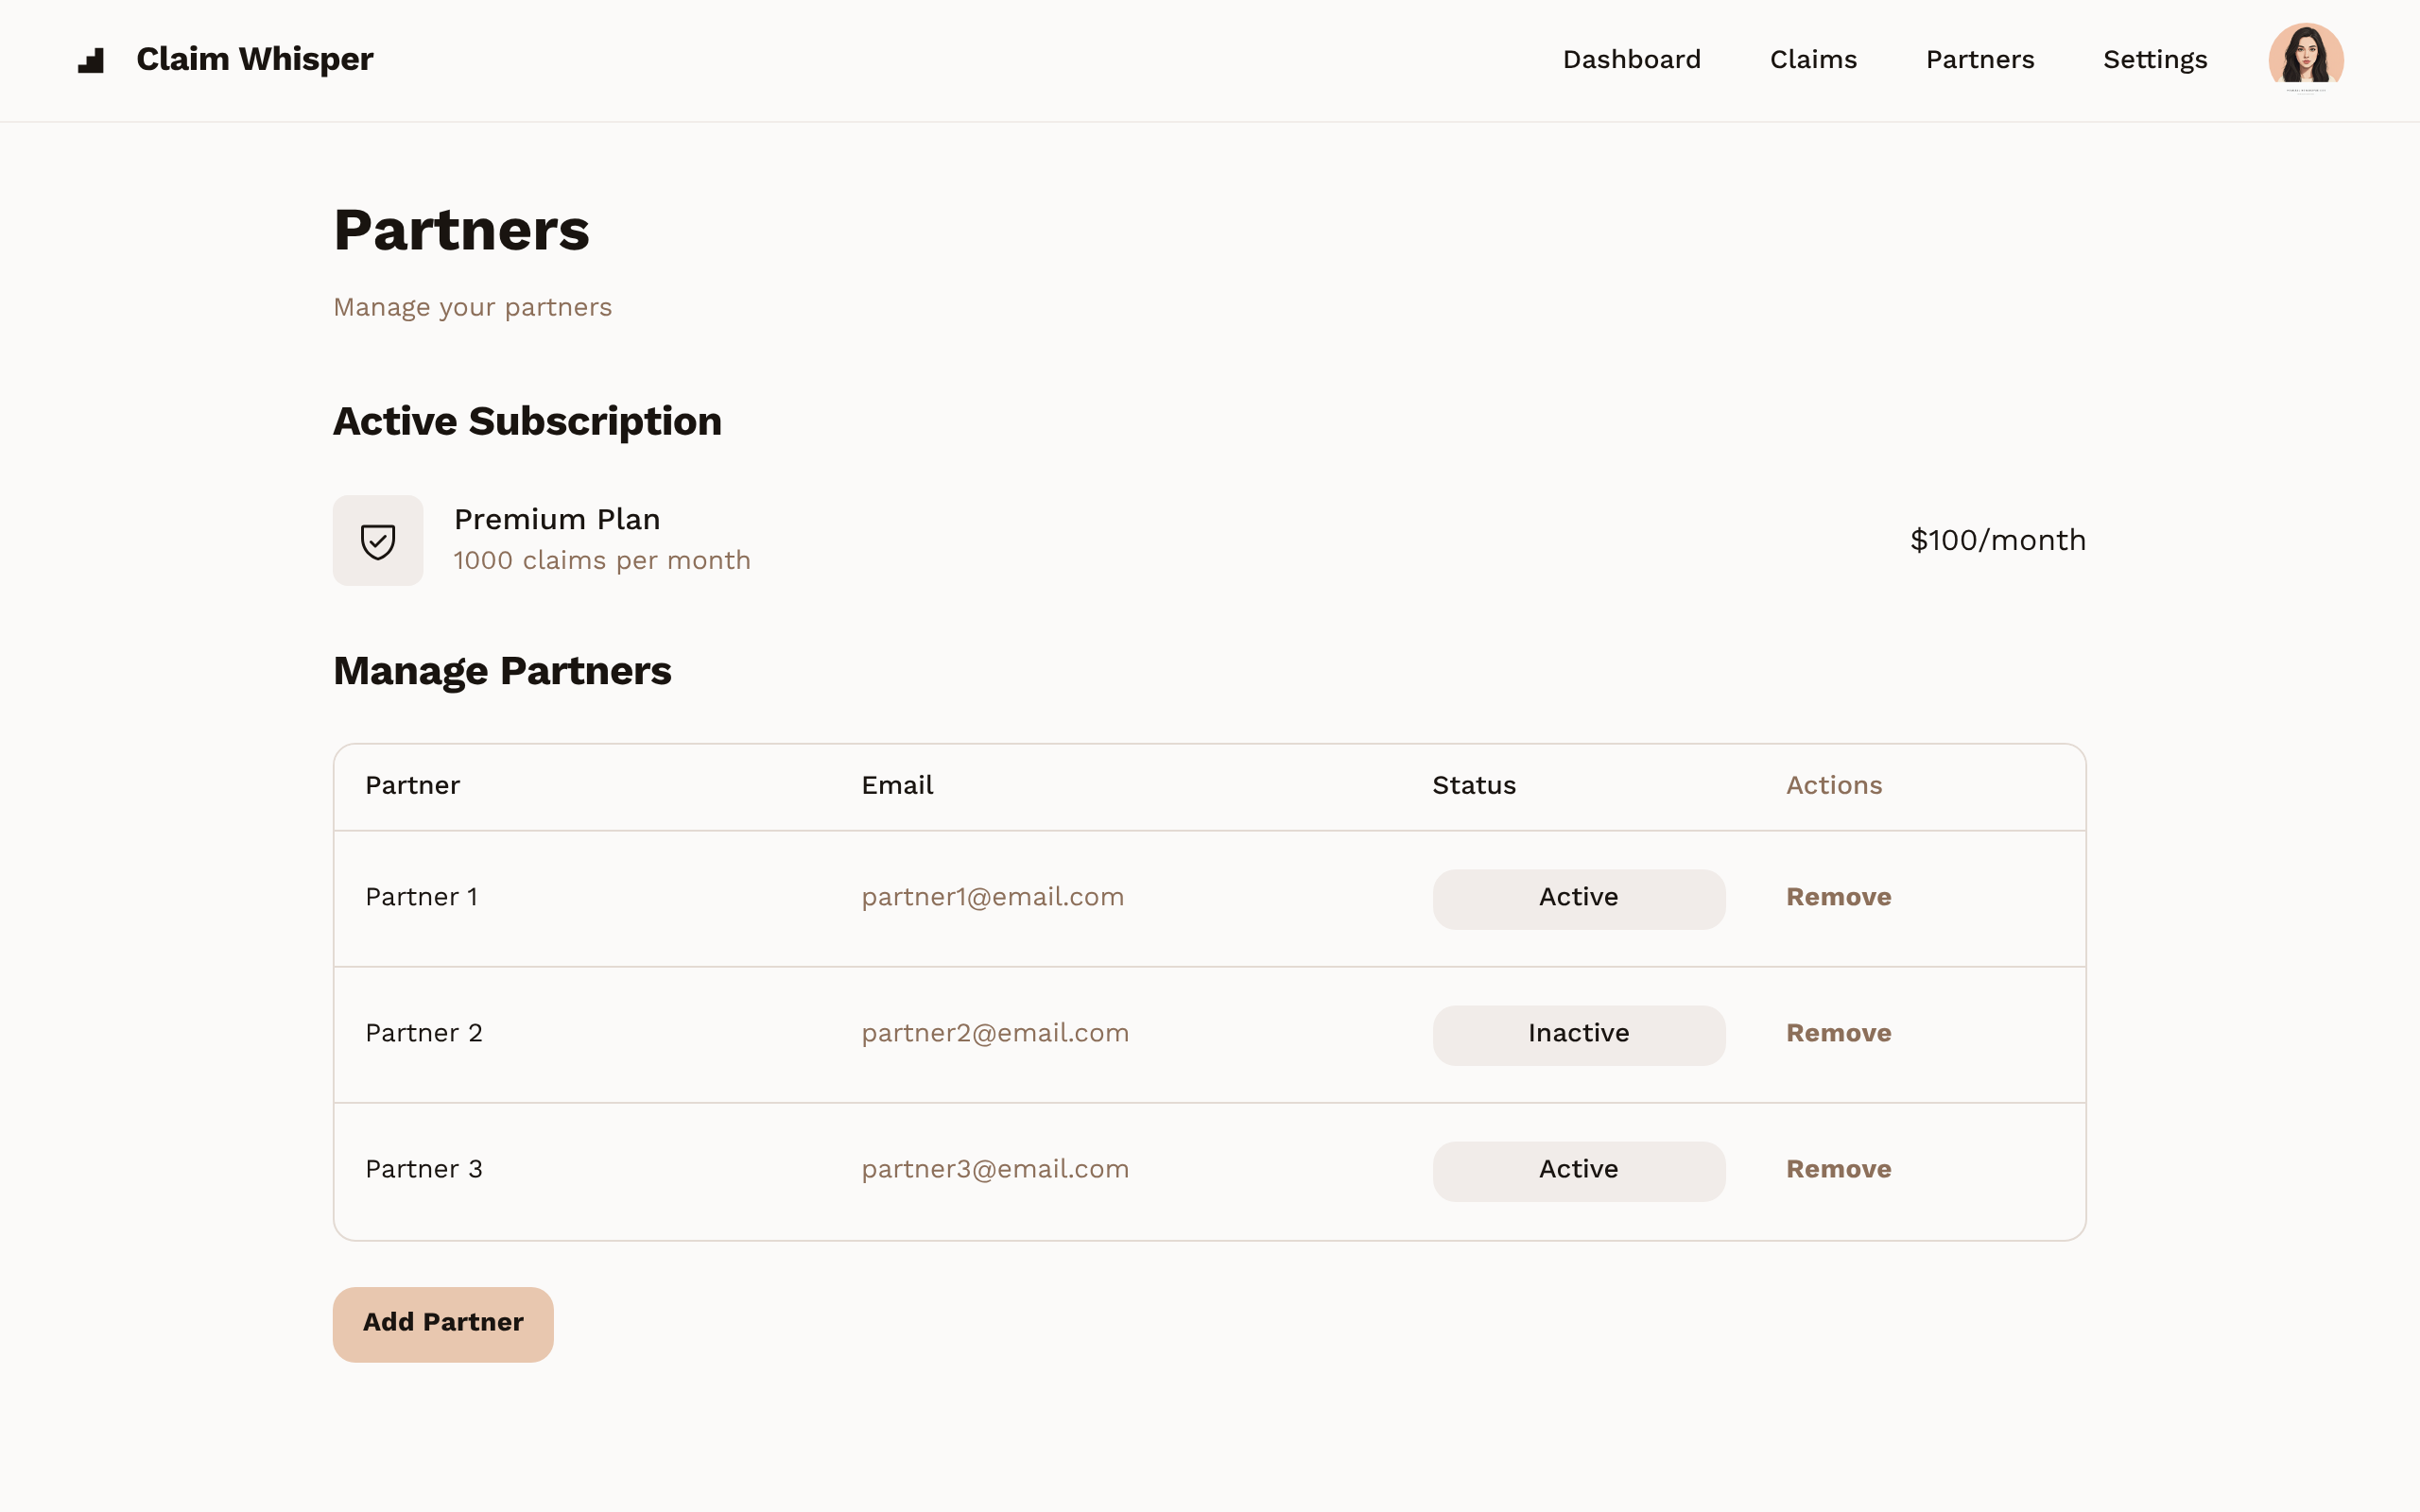 Claim Whisper
Dashboard Claims Partners Settings
Partners
Manage your partners
Active Subscription
Premium Plan
1000 claims per month
$100/month
Manage Partners
Partner Email Status Actions
Partner 1 partner1@email.com Active Remove
Partner 2 partner2@email.com Inactive Remove
Partner 3 partner3@email.com Active Remove
Add Partner